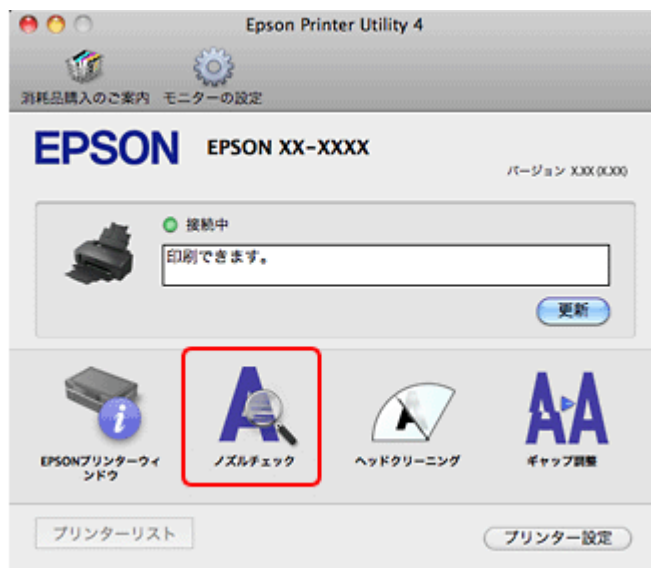 Epson Printer Utility 4
消耗品購入のご案内 モニターの設定
EPSON EPSON XX-XXXX
バージョン X.XX (X.XX)
接続中
印刷できます。
更新
EPSONプリンターウィ
ンドウ
ノズルチェック
ヘッドクリーニング
ギャップ調整
プリンターリスト
プリンター設定